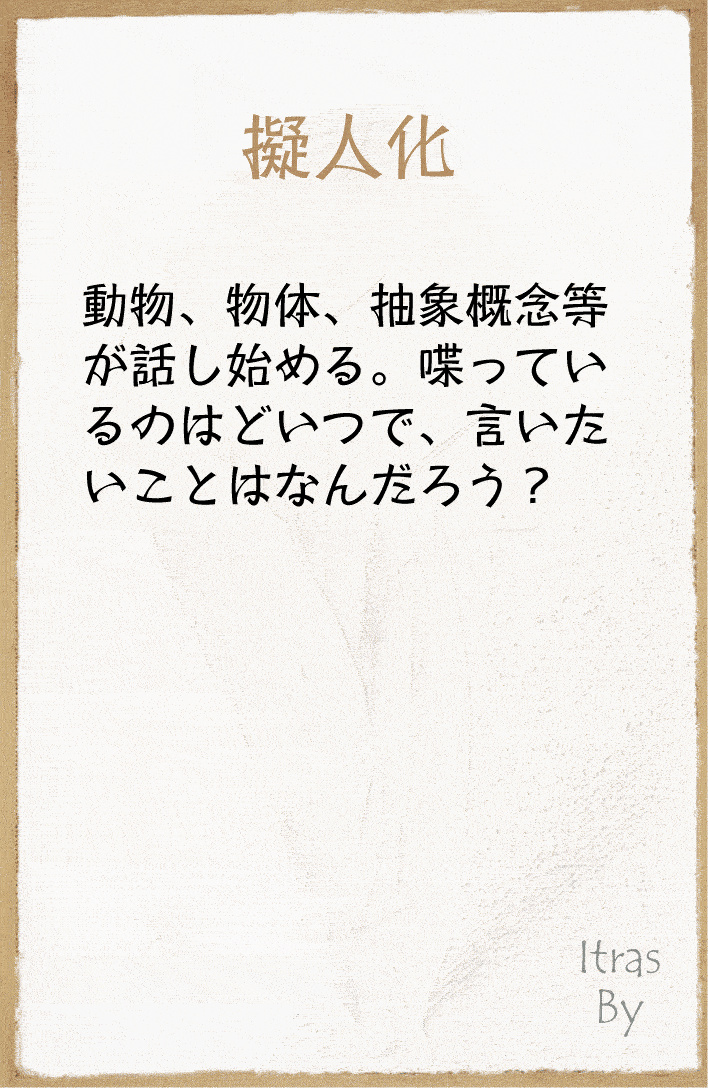 擬人化
動物、物体、抽象概念等
が話し始める。喋ってい
るのはどいつで、言いた
いことはなんだろう？
Itras
By